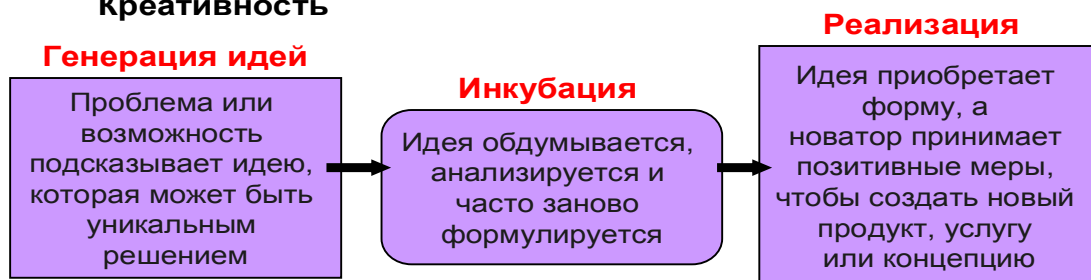 Креативность
Генерация идей
Проблема или
возможность
подсказывает идею,
которая может быть
уникальным
решением
Инкубация
Идея обдумывается,
анализируется и
часто заново
формулируется
Реализация
Идея приобретает
форму, а
новатор принимает
позитивные меры,
чтобы создать новый
продукт, услугу
или концепцию